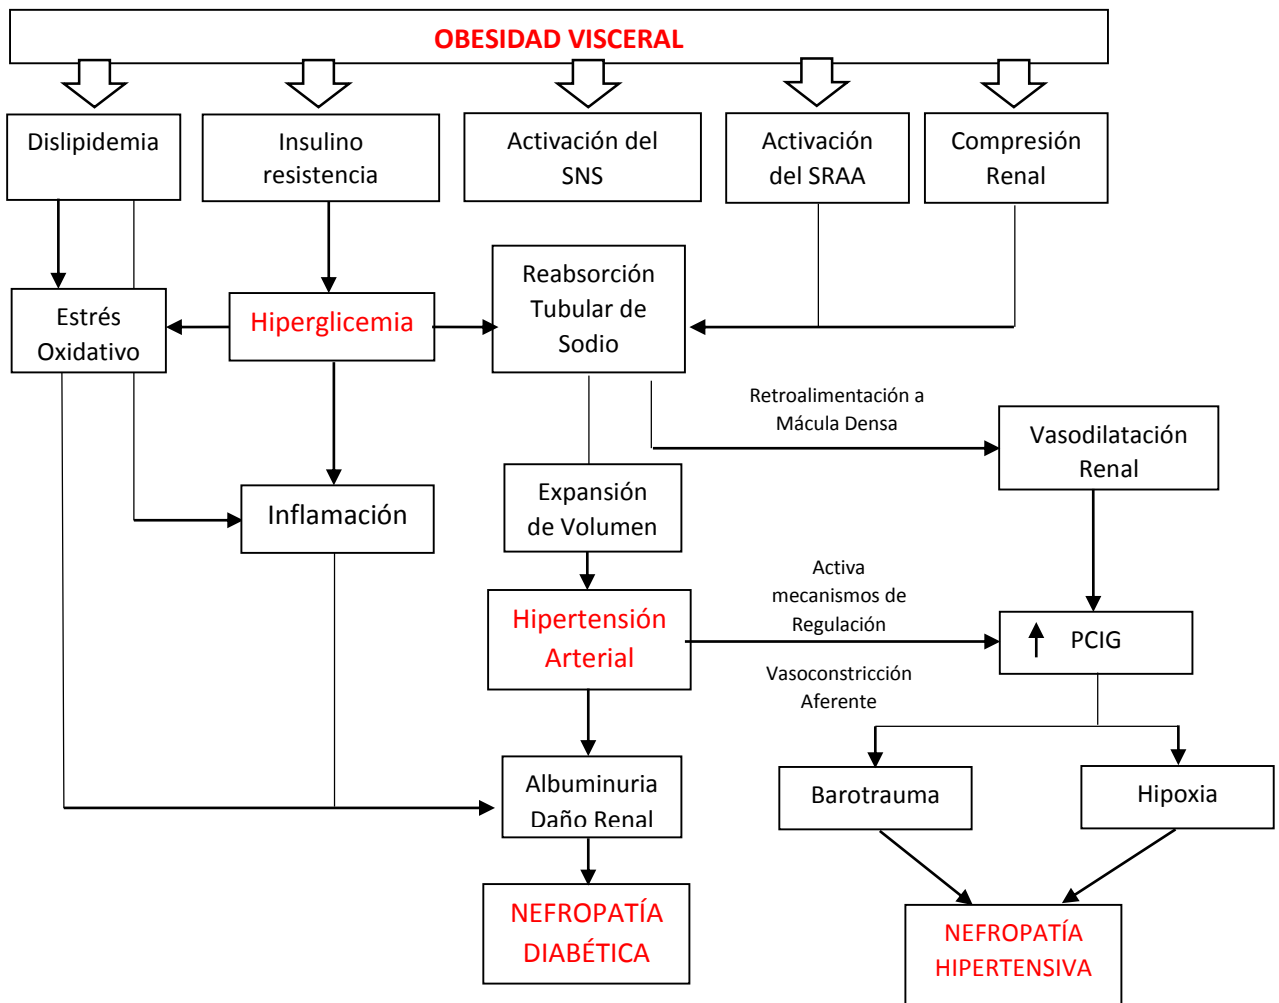 OBESIDAD VISCERAL
Dislipidemia
Insulino
resistencia
Activación del
SNS
Activación
del SRAA
Compresión
Renal
Estrés
Oxidativo
Hiperglicemia
Reabsorción
Tubular de
Sodio
Retroalimentación a
Mácula Densa
Vasodilatación
Renal
Inflamación
Expansión
de Volumen
Activa
mecanismos de
Regulación
Hipertensión
Arterial
PCIG
Vasoconstricción
Aferente
Albuminuria
Daño Renal
Barotrauma
Hipoxia
NEFROPATÍA
DIABÉTICA
NEFROPATÍA
HIPERTENSIVA